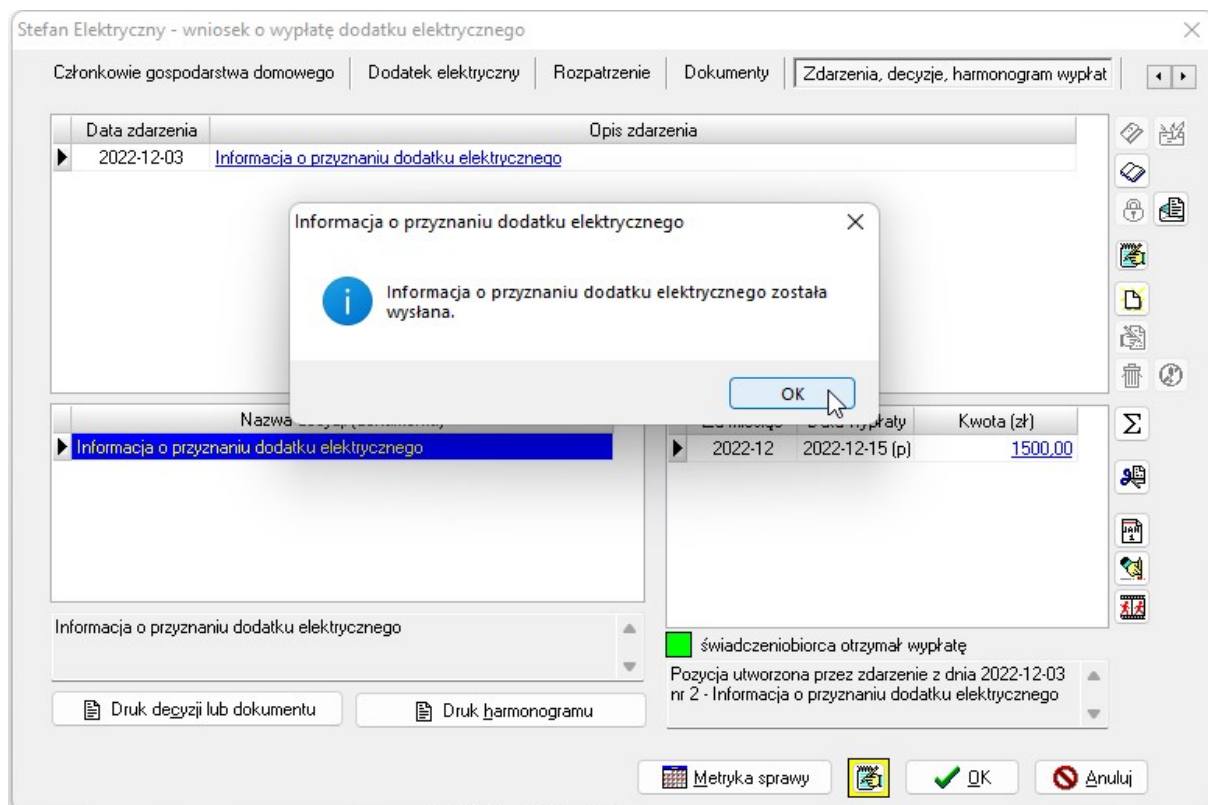 Stefan Elektryczny - wniosek o wypłatę dodatku elektrycznego
Członkowie gospodarstwa domowego
Dodatek elektryczny
Rozpatrzenie
Dokumenty
Zdarzenia, decyzje, harmonogram wypłat
Data zdarzenia
Opis zdarzenia
2022-12-03
Informacja o przyznaniu dodatku elektrycznego
Informacja o przyznaniu dodatku elektrycznego
Informacja o przyznaniu dodatku elektrycznego została
wysłana.
OK
Nazwa
Kwota (zł)
Informacja o przyznaniu dodatku elektrycznego
2022-12
2022-12-15 (p)
1500,00
Informacja o przyznaniu dodatku elektrycznego
świadczeniobiorca otrzymał wypłatę
Pozycja utworzona przez zdarzenie z dnia 2022-12-03
nr 2 - Informacja o przyznaniu dodatku elektrycznego
Druk decyzji lub dokumentu
Druk harmonogramu
Metryka sprawy
OK
Anuluj